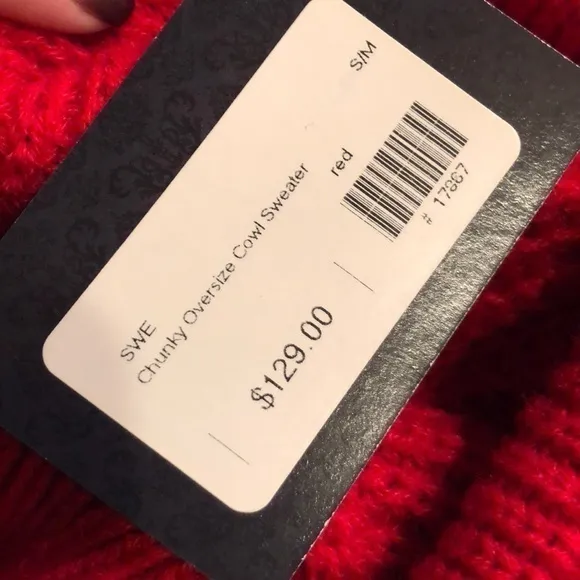 S/M
SWE
Chunky Oversize Cowl Sweater
red
# 17867
$129.00